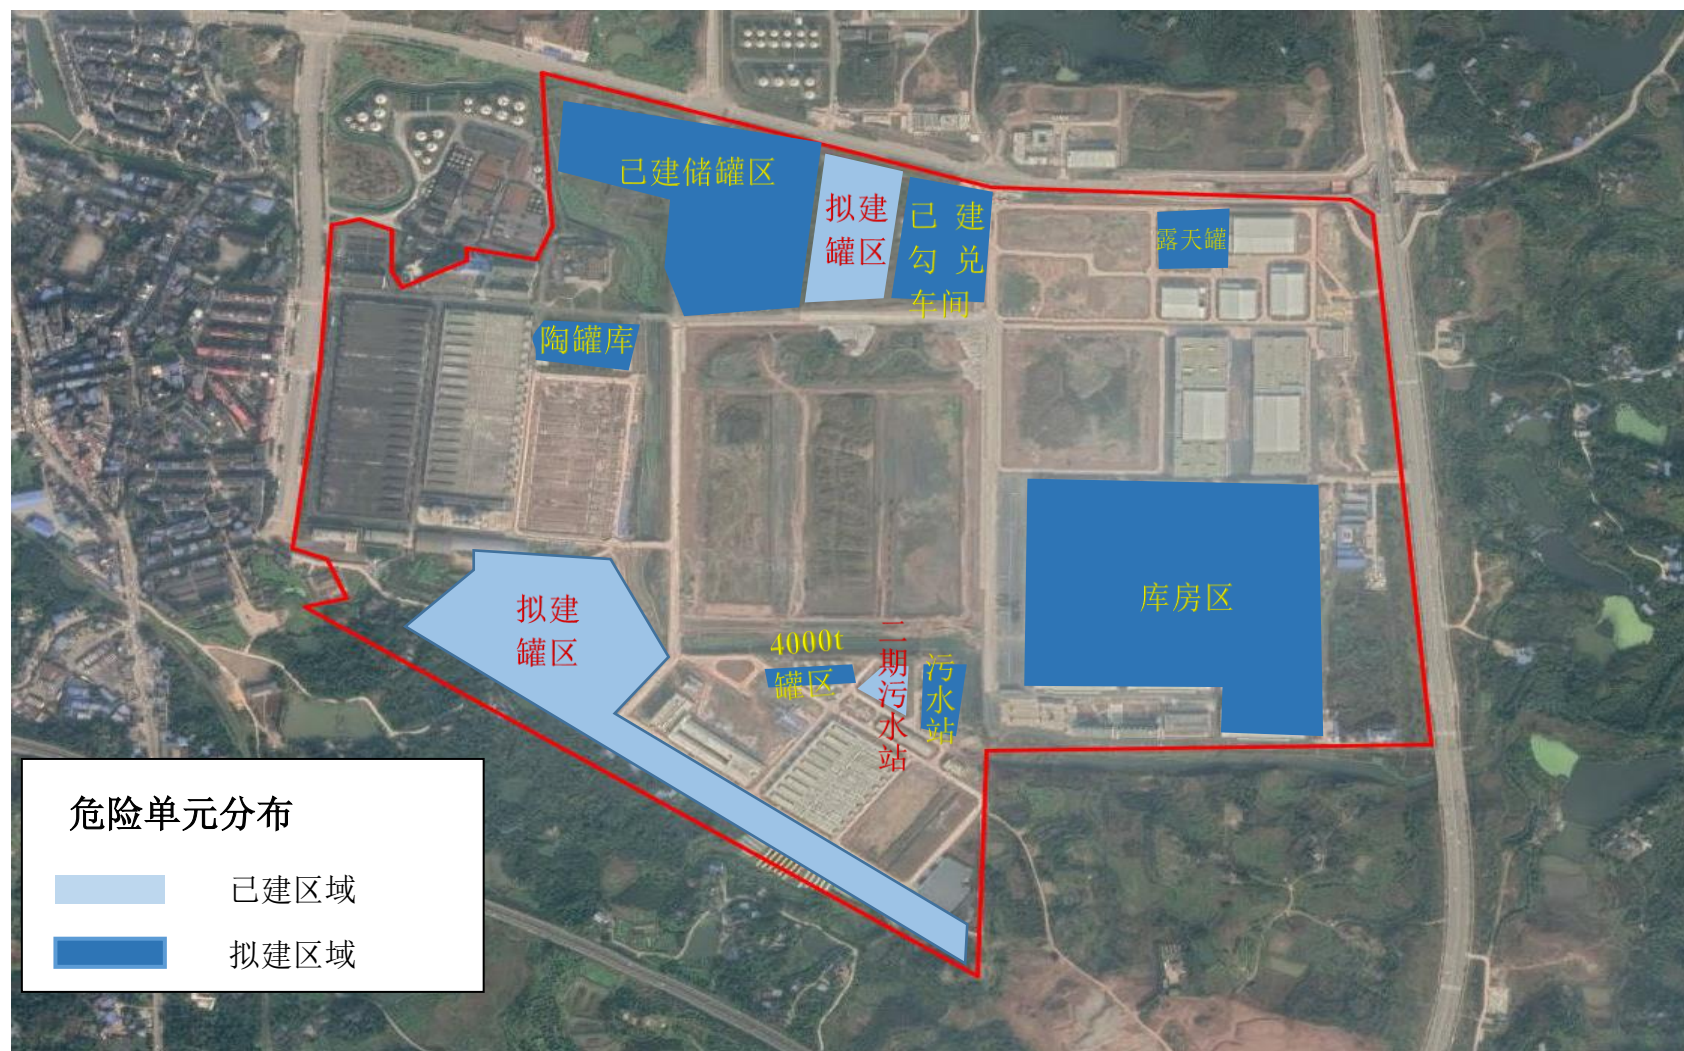 已建储罐区
拟建
罐区
已建
勾兑
车间
露天罐
陶罐库
库房区
拟建
罐区
4000t
罐区
二期污水站
污水站
危险单元分布
已建区域
拟建区域